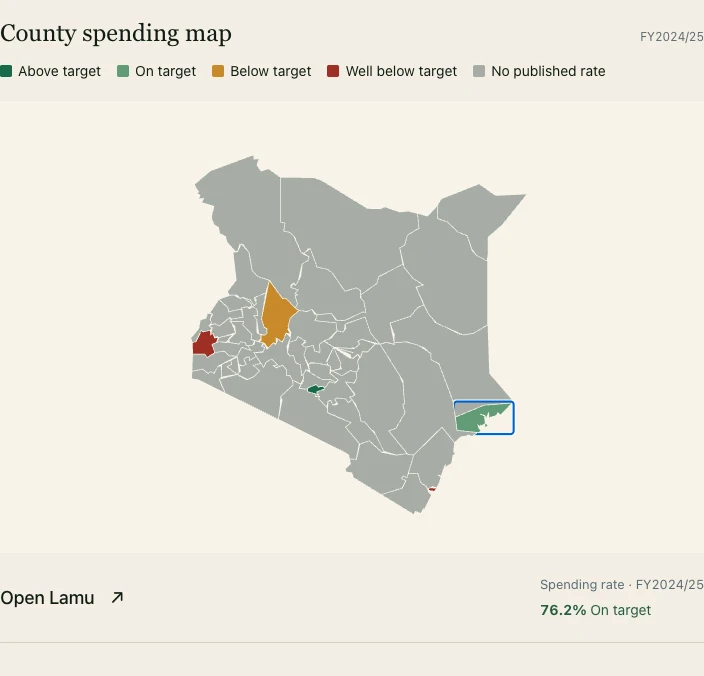 County spending map
FY2024/25
Above target
On target
Below target
Well below target
No published rate
Open Lamu ↗
Spending rate · FY2024/25
76.2% On target